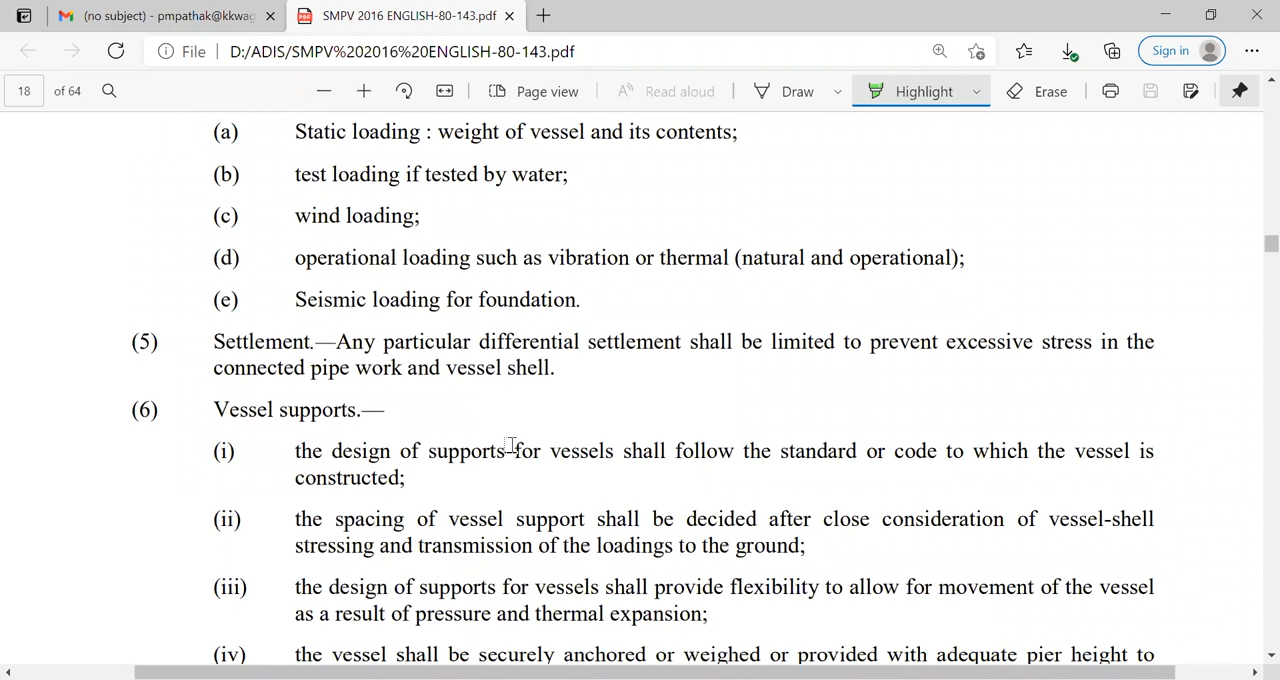 (no subject) - pmpathak@kkwag
SMPV 2016 ENGLISH-80-143.pdf
File
D:/ADIS/SMPV%202016%20ENGLISH-80-143.pdf
Sign in
18 of 64
Page view
Read aloud
Draw
Highlight
Erase
(a) Static loading : weight of vessel and its contents;
(b) test loading if tested by water;
(c) wind loading;
(d) operational loading such as vibration or thermal (natural and operational);
(e) Seismic loading for foundation.
(5) Settlement.—Any particular differential settlement shall be limited to prevent excessive stress in the
connected pipe work and vessel shell.
(6) Vessel supports.—
(i) the design of supports for vessels shall follow the standard or code to which the vessel is
constructed;
(ii) the spacing of vessel support shall be decided after close consideration of vessel-shell
stressing and transmission of the loadings to the ground;
(iii) the design of supports for vessels shall provide flexibility to allow for movement of the vessel
as a result of pressure and thermal expansion;
(iv) the vessel shall be securely anchored or weighed or provided with adequate pier height to